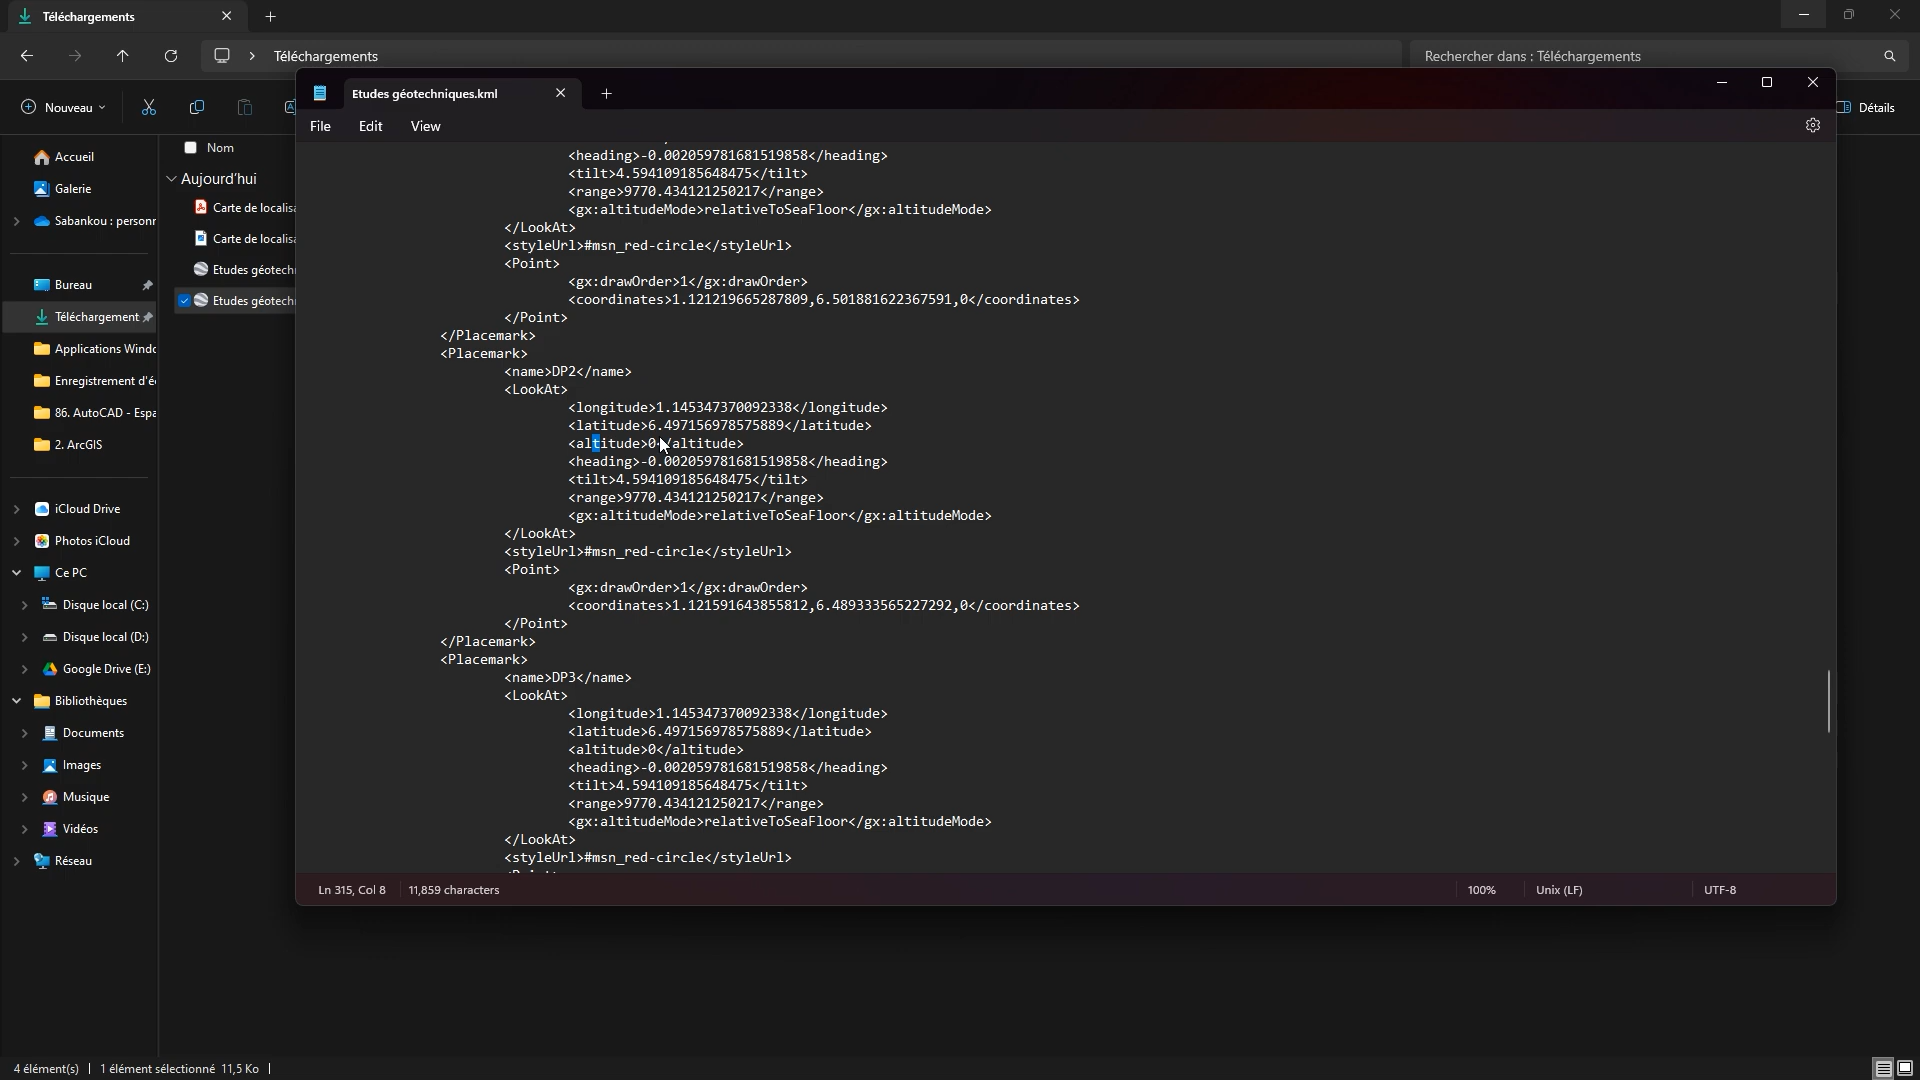 Téléchargements
Téléchargements
Rechercher dans : Téléchargements
Nouveau
Détails
Accueil
Galerie
Sabankou : personr
Bureau
Téléchargement
Applications Windo
Enregistrement d'é
86. AutoCAD - Espa
2. ArcGIS
iCloud Drive
Photos iCloud
Ce PC
Disque local (C:)
Disque local (D:)
Google Drive (E:)
Bibliothèques
Documents
Images
Musique
Vidéos
Réseau
Nom
Aujourd'hui
Carte de localisa
Carte de localisa
Etudes géotechn
Etudes géotechn
Etudes géotechniques.kml
File Edit View
<heading>-0.002059781681519858</heading>
<tilt>4.594109185648475</tilt>
<range>9770.434121250217</range>
<gx:altitudeMode>relativeToSeaFloor</gx:altitudeMode>
</LookAt>
<styleUrl>#msn_red-circle</styleUrl>
<Point>
<gx:drawOrder>1</gx:drawOrder>
<coordinates>1.121219665287809,6.501881622367591,0</coordinates>
</Point>
</Placemark>
<Placemark>
<name>DP2</name>
<LookAt>
<longitude>1.145347370092338</longitude>
<latitude>6.497156978575889</latitude>
<altitude>0</altitude>
<heading>-0.002059781681519858</heading>
<tilt>4.594109185648475</tilt>
<range>9770.434121250217</range>
<gx:altitudeMode>relativeToSeaFloor</gx:altitudeMode>
</LookAt>
<styleUrl>#msn_red-circle</styleUrl>
<Point>
<gx:drawOrder>1</gx:drawOrder>
<coordinates>1.121591643855812,6.489333565227292,0</coordinates>
</Point>
</Placemark>
<Placemark>
<name>DP3</name>
<LookAt>
<longitude>1.145347370092338</longitude>
<latitude>6.497156978575889</latitude>
<altitude>0</altitude>
<heading>-0.002059781681519858</heading>
<tilt>4.594109185648475</tilt>
<range>9770.434121250217</range>
<gx:altitudeMode>relativeToSeaFloor</gx:altitudeMode>
</LookAt>
<styleUrl>#msn_red-circle</styleUrl>
Ln 315, Col 8 11,859 characters 100% Unix (LF) UTF-8
4 élément(s) 1 élément sélectionné 11,5 Ko